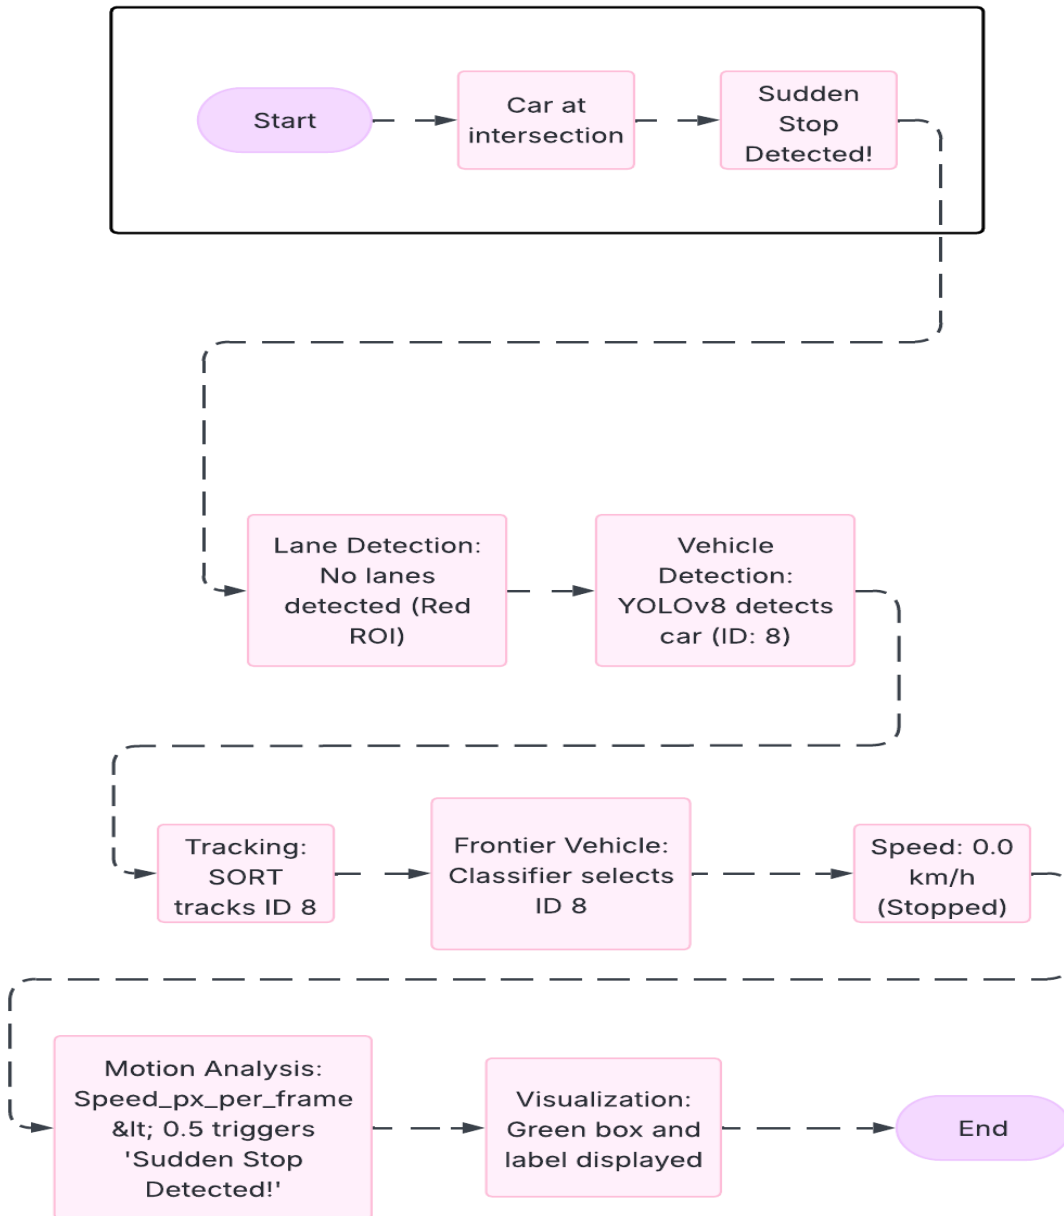 Start
Car at
intersection
Sudden
Stop
Detected!
Lane Detection:
No lanes
detected (Red
ROI)
Vehicle
Detection:
YOLOv8 detects
car (ID: 8)
Tracking:
SORT
tracks ID 8
Frontier Vehicle:
Classifier selects
ID 8
Speed: 0.0
km/h
(Stopped)
Motion Analysis:
Speed_px_per_frame
&lt; 0.5 triggers
'Sudden Stop
Detected!'
Visualization:
Green box and
label displayed
End